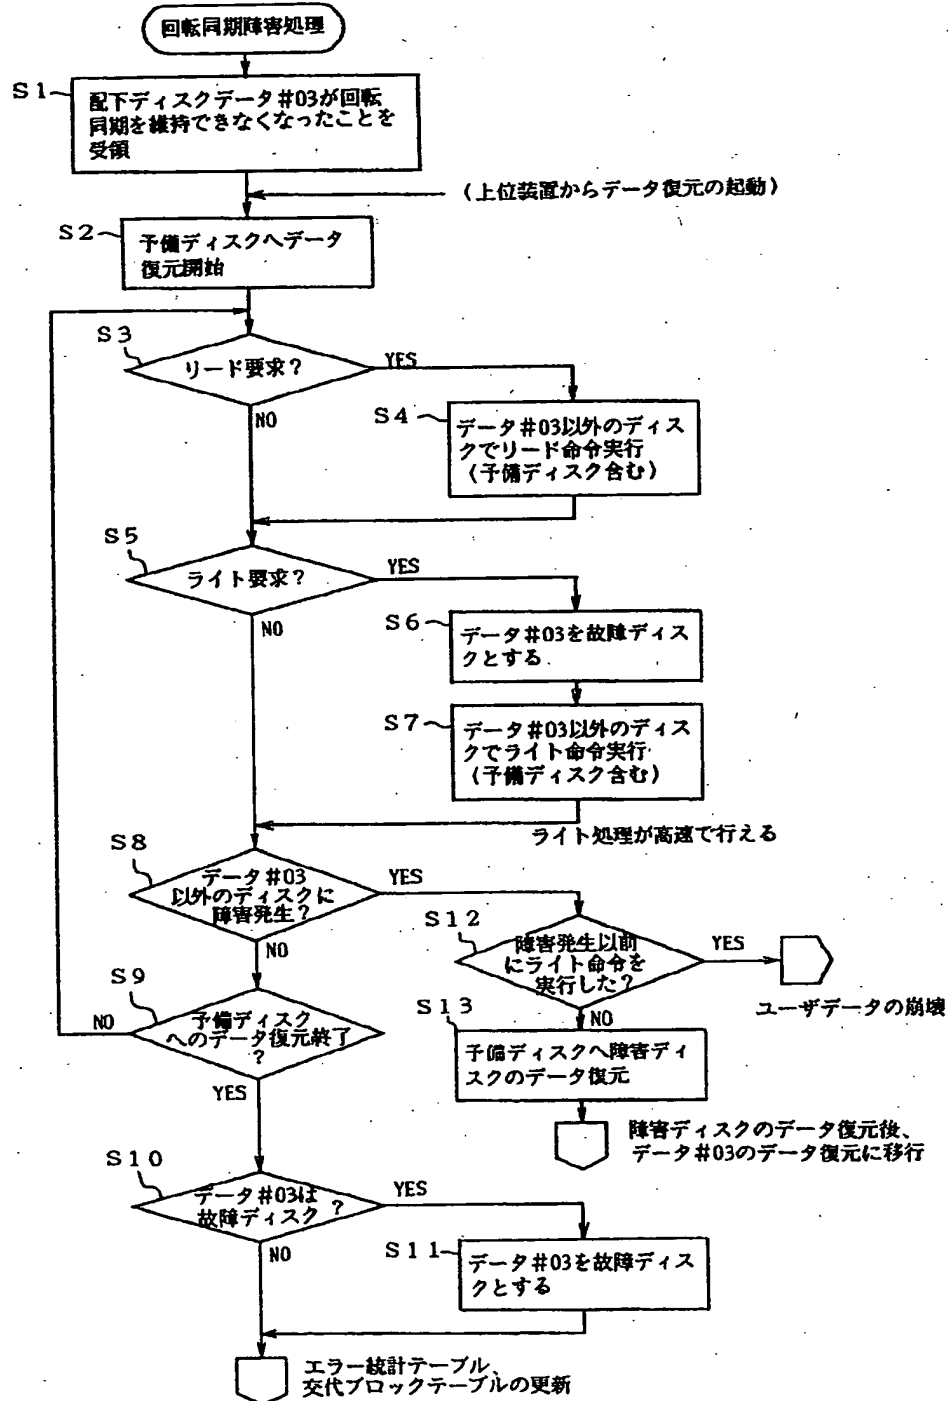 回転同期障害処理
S1
配下ディスクデータ#03が回転
同期を維持できなくなったことを
受領
(上位装置からデータ復元の起動)
S2
予備ディスクへデータ
復元開始
S3
リード要求?
YES
NO
S4
データ#03以外のディス
クでリード命令実行
(予備ディスク含む)
S5
ライト要求?
YES
NO
S6
データ#03を故障ディス
クとする
S7
データ#03以外のディス
クでライト命令実行
(予備ディスク含む)
ライト処理が高速で行える
S8
データ#03
以外のディスクに
障害発生?
YES
NO
S12
障害発生以前
にライト命令を
実行した?
YES
ユーザデータの崩壊
NO
S9
予備ディスク
へのデータ復元終了
?
NO
YES
S13
予備ディスクへ障害ディ
スクのデータ復元
障害ディスクのデータ復元後、
データ#03のデータ復元に移行
S10
データ#03は
故障ディスク?
YES
NO
S11
データ#03を故障ディス
クとする
エラー統計テーブル、
交代ブロックテーブルの更新